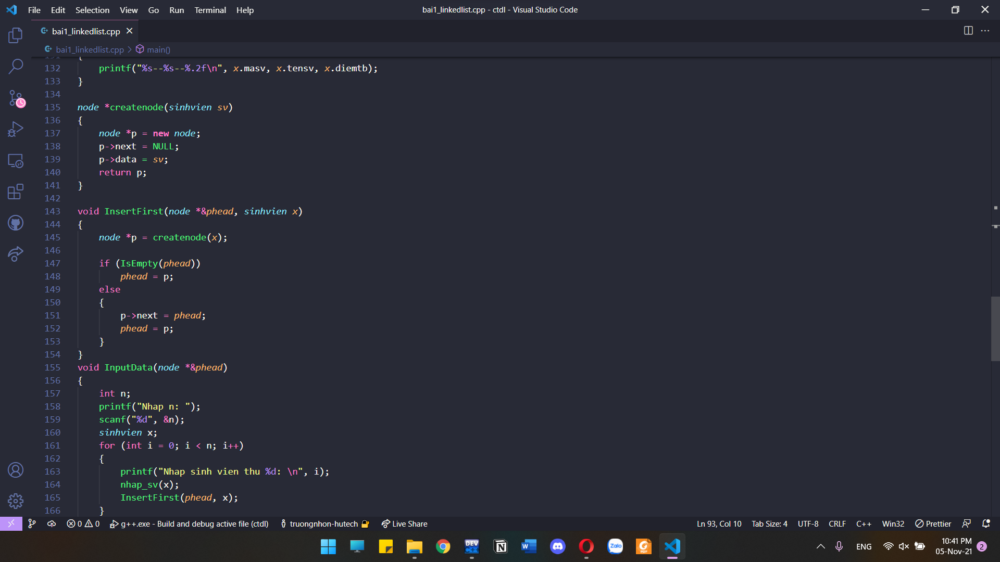 File Edit Selection View Go Run Terminal Help
bai1_linkedlist.cpp - ctdl - Visual Studio Code
bai1_linkedlist.cpp
bai1_linkedlist.cpp > main()
{
132 printf("%s--%s--%.2f\n", x.masv, x.tensv, x.diemtb);
133 }
134
135 node *createnode(sinhvien sv)
136 {
137 node *p = new node;
138 p->next = NULL;
139 p->data = sv;
140 return p;
141 }
142
143 void InsertFirst(node *&phead, sinhvien x)
144 {
145 node *p = createnode(x);
146
147 if (IsEmpty(phead))
148 phead = p;
149 else
150 {
151 p->next = phead;
152 phead = p;
153 }
154 }
155 void InputData(node *&phead)
156 {
157 int n;
158 printf("Nhap n: ");
159 scanf("%d", &n);
160 sinhvien x;
161 for (int i = 0; i < n; i++)
162 {
163 printf("Nhap sinh vien thu %d: \n", i);
164 nhap_sv(x);
165 InsertFirst(phead, x);
166 }
0 0 g++.exe - Build and debug active file (ctdl) truongnhon-hutech Live Share Ln 93, Col 10 Tab Size: 4 UTF-8 CRLF C++ Win32 Prettier
DEV C++ N W Zalo PDF
ENG
10:41 PM
05-Nov-21
2